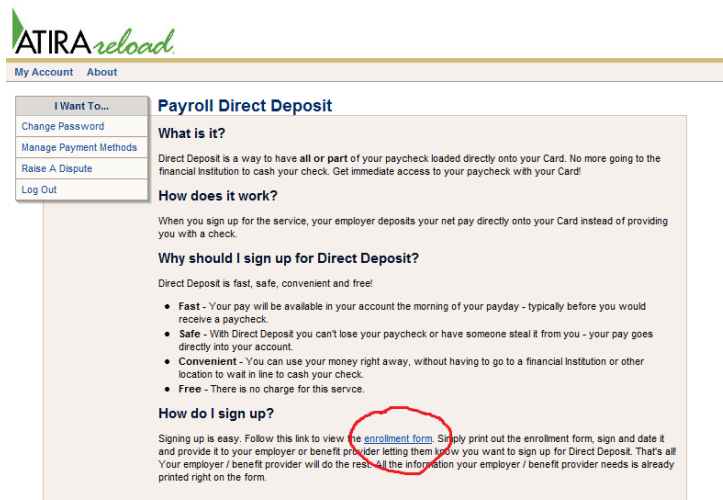 ATIRA reload
My Account About
I Want To...
Change Password
Manage Payment Methods
Raise A Dispute
Log Out
Payroll Direct Deposit
What is it?
Direct Deposit is a way to have all or part of your paycheck loaded directly onto your Card. No more going to the
financial Institution to cash your check. Get immediate access to your paycheck with your Card!
How does it work?
When you sign up for the service, your employer deposits your net pay directly onto your Card instead of providing
you with a check.
Why should I sign up for Direct Deposit?
Direct Deposit is fast, safe, convenient and free!
• Fast - Your pay will be available in your account the morning of your payday - typically before you would
receive a paycheck.
• Safe - With Direct Deposit you can't lose your paycheck or have someone steal it from you - your pay goes
directly into your account.
• Convenient - You can use your money right away, without having to go to a financial Institution or other
location to wait in line to cash your check.
• Free - There is no charge for this servce.
How do I sign up?
Signing up is easy. Follow this link to view the enrollment form. Simply print out the enrollment form, sign and date it
and provide it to your employer or benefit provider letting them know you want to sign up for Direct Deposit. That's all!
Your employer / benefit provider will do the rest. All the information your employer / benefit provider needs is already
printed right on the form.